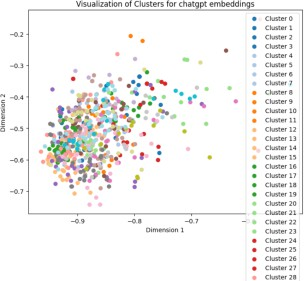 Visualization of Clusters for chatgpt embeddings
Dimension 2
−0.2
−0.3
−0.4
−0.5
−0.6
−0.7
−0.9
−0.8
−0.7
Dimension 1
Cluster 0
Cluster 1
Cluster 2
Cluster 3
Cluster 4
Cluster 5
Cluster 6
Cluster 7
Cluster 8
Cluster 9
Cluster 10
Cluster 11
Cluster 12
Cluster 13
Cluster 14
Cluster 15
Cluster 16
Cluster 17
Cluster 18
Cluster 19
Cluster 20
Cluster 21
Cluster 22
Cluster 23
Cluster 24
Cluster 25
Cluster 26
Cluster 27
Cluster 28